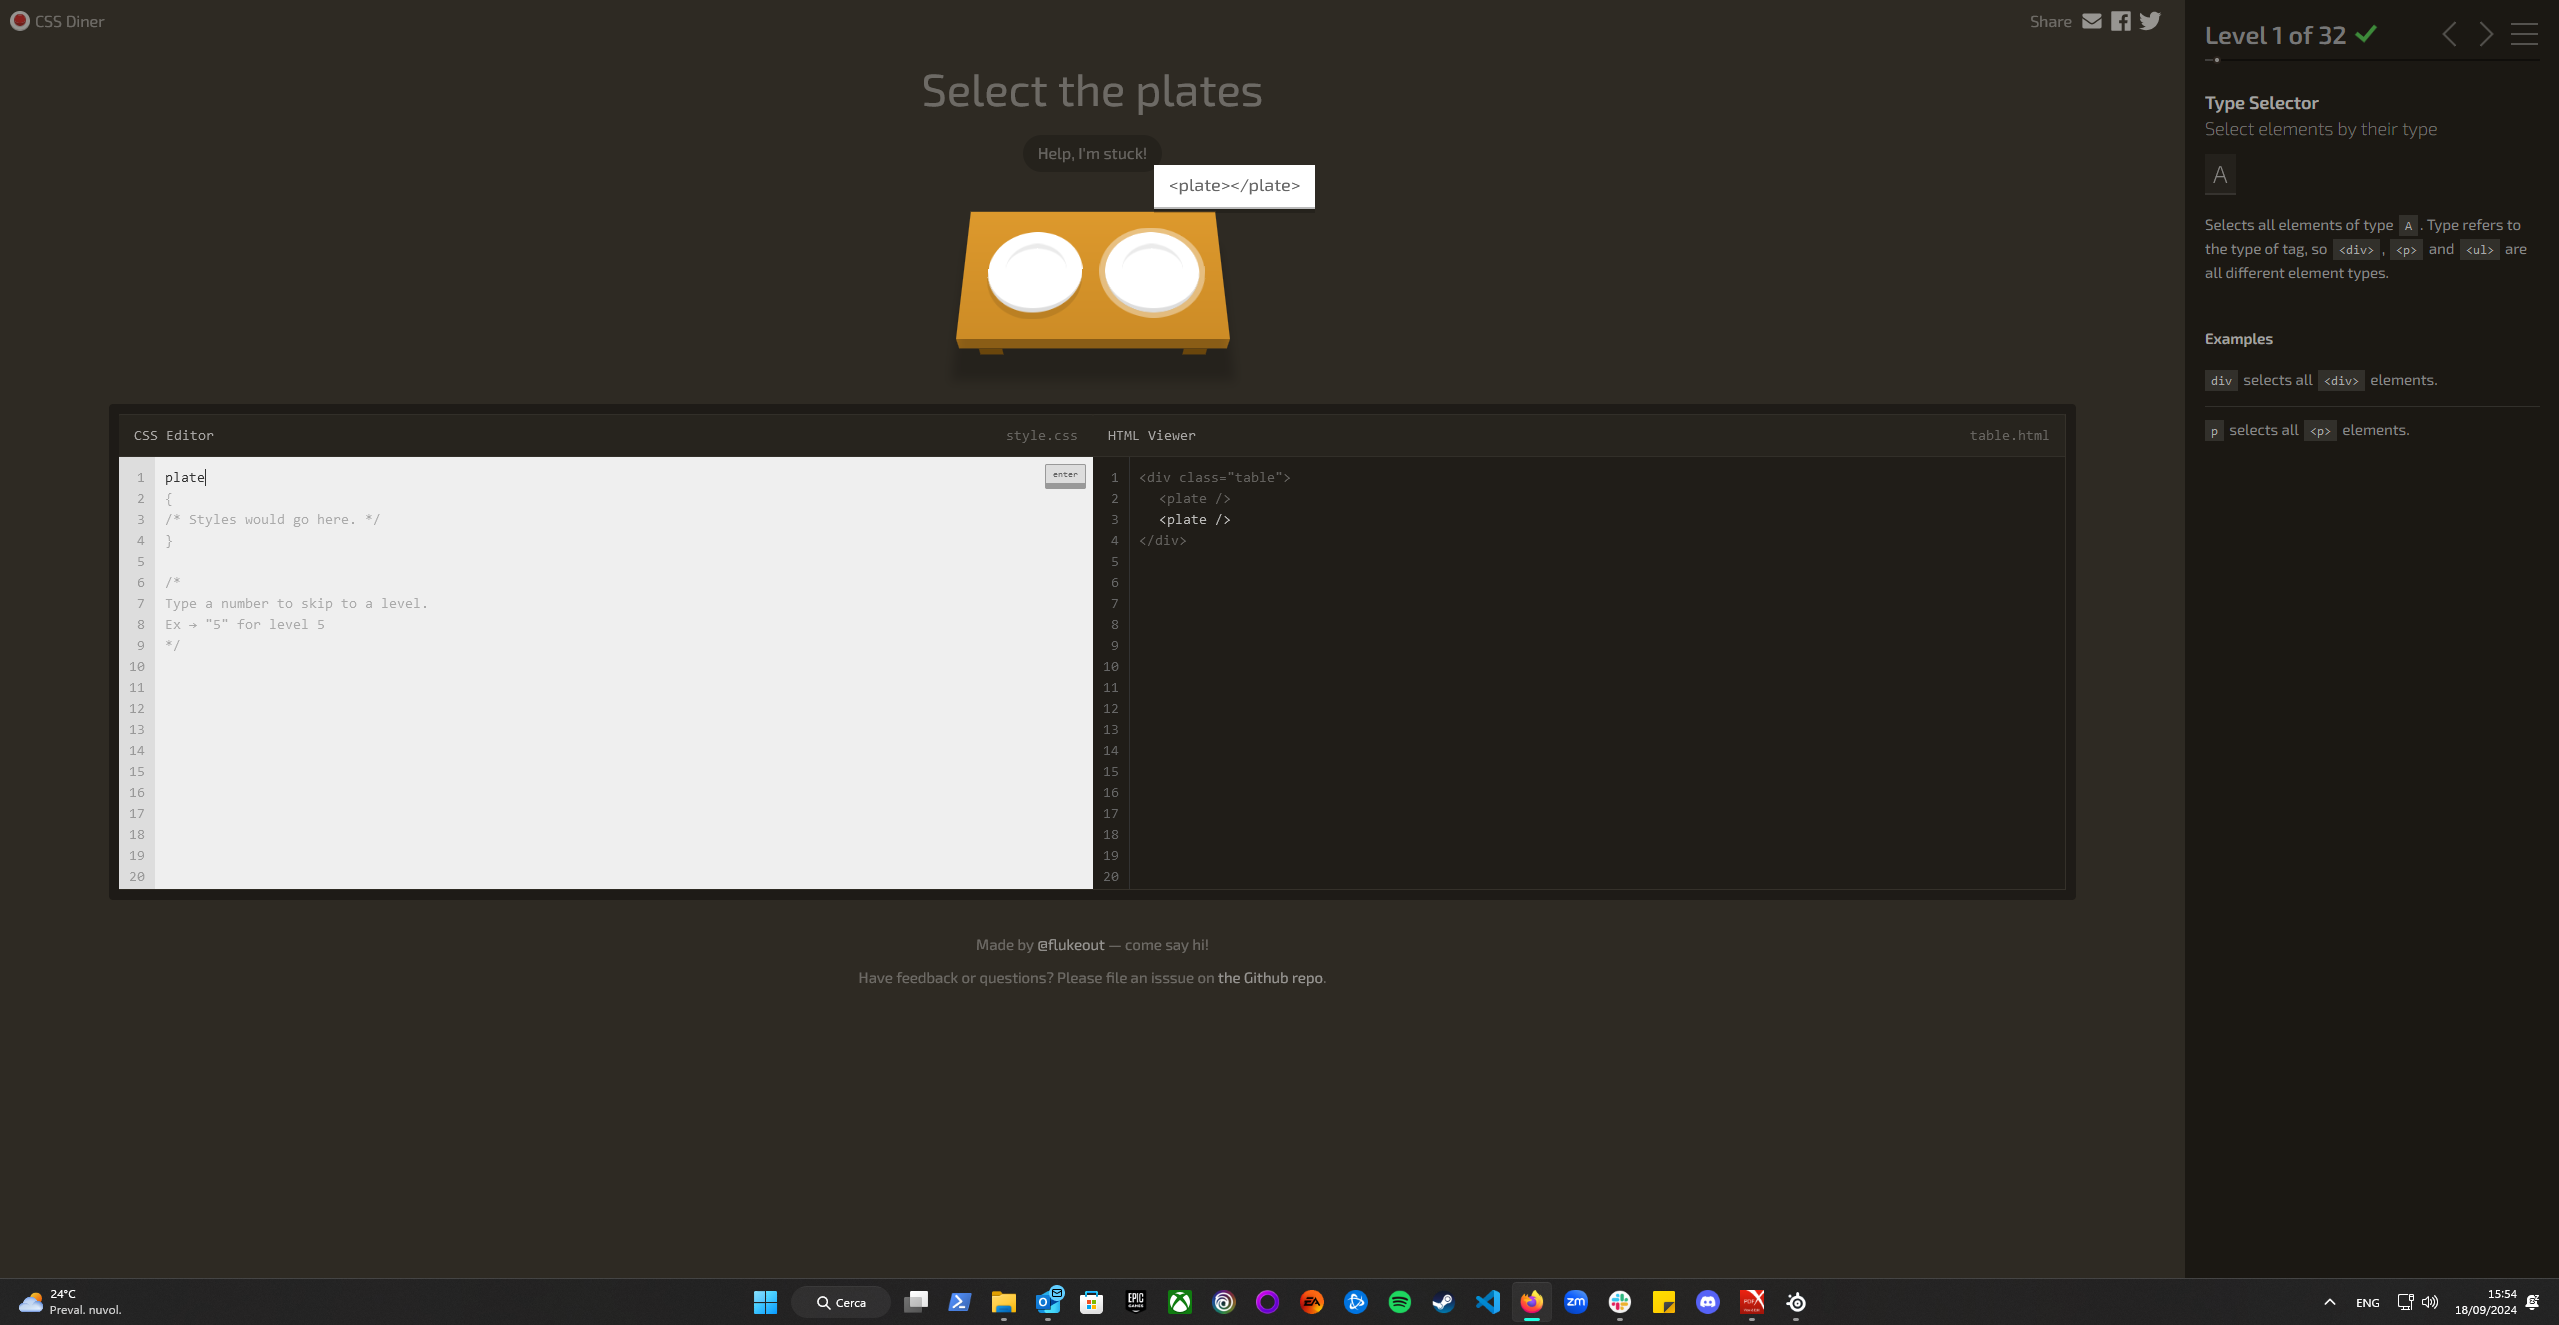 CSS Diner
Share
Select the plates
Help, I'm stuck!
<plate></plate>
CSS Editor
style.css
1 plate
enter
2 {
3 /* Styles would go here. */
4 }
5
6 /*
7 Type a number to skip to a level.
8 Ex → "5" for level 5
9 */
10
11
12
13
14
15
16
17
18
19
20
HTML Viewer
table.html
1 <div class="table">
2 <plate />
3 <plate />
4 </div>
5
6
7
8
9
10
11
12
13
14
15
16
17
18
19
20
Made by @flukeout — come say hi!
Have feedback or questions? Please file an isssue on the Github repo.
Level 1 of 32
Type Selector
Select elements by their type
A
Selects all elements of type A . Type refers to
the type of tag, so <div> , <p> and <ul> are
all different element types.
Examples
div selects all <div> elements.
p selects all <p> elements.
24°C
Preval. nuvol.
Cerca
EPIC
GAMES
EA
zm
PDF
ENG
15:54
18/09/2024